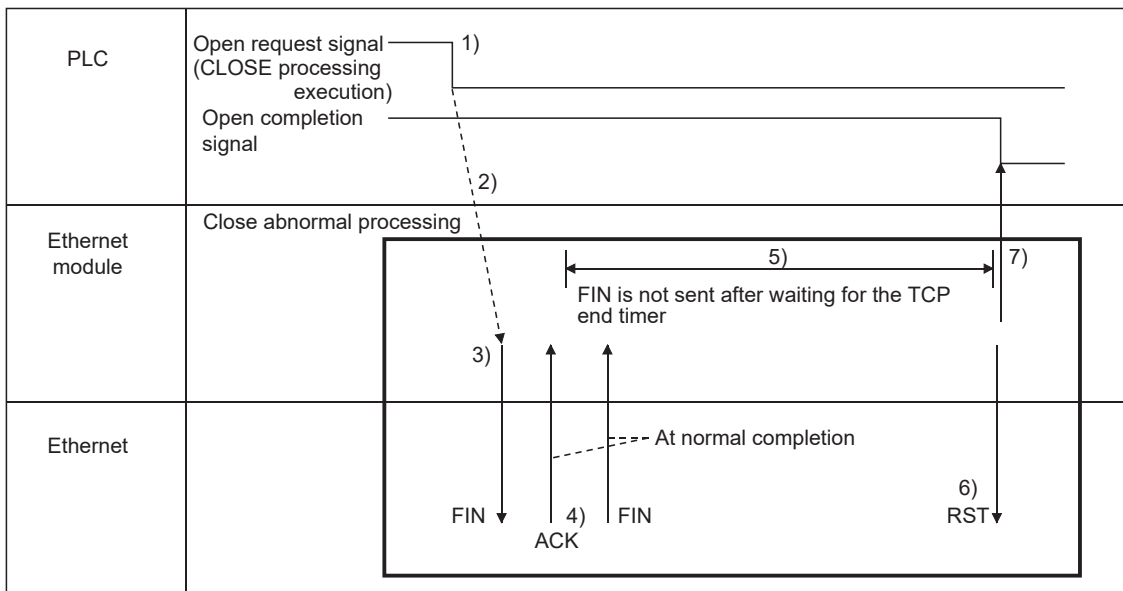 PLC
Open request signal
(CLOSE processing
execution)
1)
Open completion
signal
2)
Ethernet
module
Close abnormal processing
5)
7)
FIN is not sent after waiting for the TCP
end timer
3)
Ethernet
At normal completion
FIN
4)
FIN
ACK
6)
RST